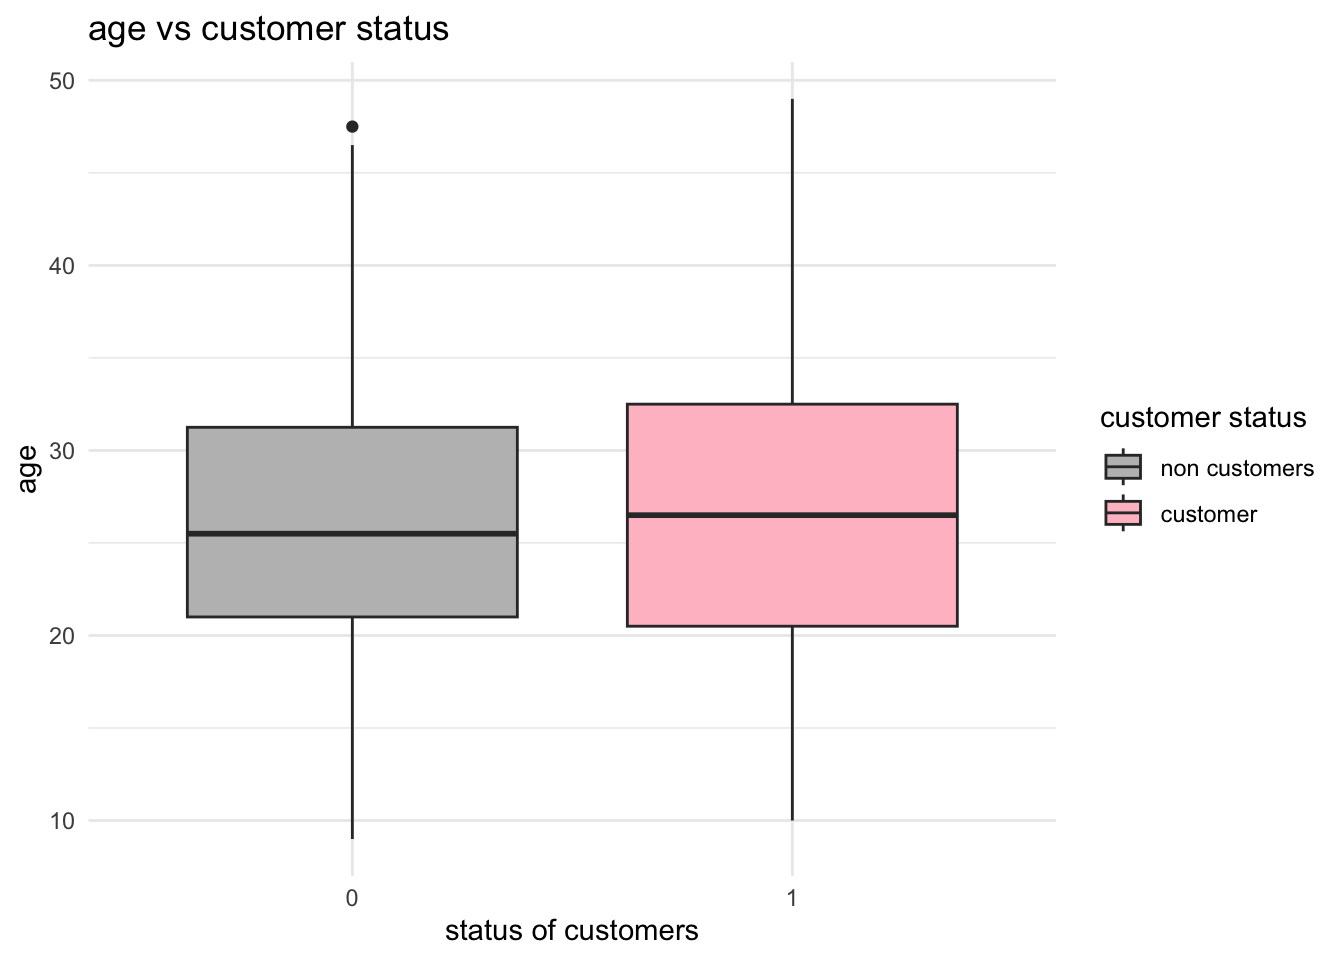 age vs customer status
50
40
30
20
10
age
0
1
status of customers
customer status
non customers
customer